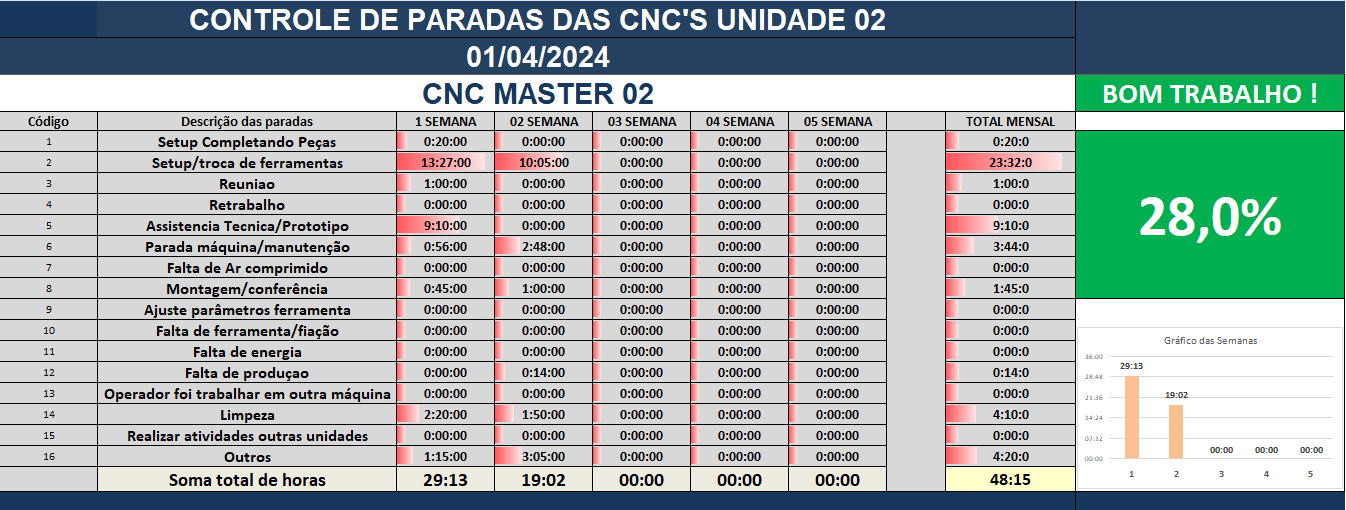 CONTROLE DE PARADAS DAS CNC'S UNIDADE 02
01/04/2024
CNC MASTER 02
BOM TRABALHO !
Código Descrição das paradas 1 SEMANA 02 SEMANA 03 SEMANA 04 SEMANA 05 SEMANA TOTAL MENSAL
1 Setup Completando Peças 0:20:00 0:00:00 0:00:00 0:00:00 0:00:00 0:20:0
2 Setup/troca de ferramentas 13:27:00 10:05:00 0:00:00 0:00:00 0:00:00 23:32:0
3 Reuniao 1:00:00 0:00:00 0:00:00 0:00:00 0:00:00 1:00:0
4 Retrabalho 0:00:00 0:00:00 0:00:00 0:00:00 0:00:00 0:00:0
5 Assistencia Tecnica/Prototipo 9:10:00 0:00:00 0:00:00 0:00:00 0:00:00 9:10:0
6 Parada máquina/manutenção 0:56:00 2:48:00 0:00:00 0:00:00 0:00:00 3:44:0
7 Falta de Ar comprimido 0:00:00 0:00:00 0:00:00 0:00:00 0:00:00 0:00:0
8 Montagem/conferência 0:45:00 1:00:00 0:00:00 0:00:00 0:00:00 1:45:0
9 Ajuste parâmetros ferramenta 0:00:00 0:00:00 0:00:00 0:00:00 0:00:00 0:00:0
10 Falta de ferramenta/fiação 0:00:00 0:00:00 0:00:00 0:00:00 0:00:00 0:00:0
11 Falta de energia 0:00:00 0:00:00 0:00:00 0:00:00 0:00:00 0:00:0
12 Falta de produçao 0:00:00 0:14:00 0:00:00 0:00:00 0:00:00 0:14:0
13 Operador foi trabalhar em outra máquina 0:00:00 0:00:00 0:00:00 0:00:00 0:00:00 0:00:0
14 Limpeza 2:20:00 1:50:00 0:00:00 0:00:00 0:00:00 4:10:0
15 Realizar atividades outras unidades 0:00:00 0:00:00 0:00:00 0:00:00 0:00:00 0:00:0
16 Outros 1:15:00 3:05:00 0:00:00 0:00:00 0:00:00 4:20:0
Soma total de horas 29:13 19:02 00:00 00:00 00:00 48:15
28,0%
Gráfico das Semanas
36:00
28:48
21:36
14:24
07:12
00:00
29:13 19:02 00:00 00:00 00:00
1 2 3 4 5